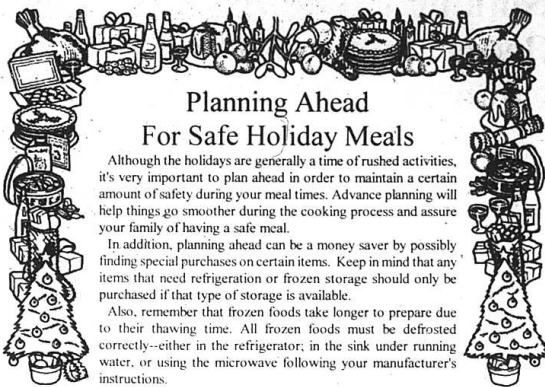 Planning Ahead
For Safe Holiday Meals
Although the holidays are generally a time of rushed activities,
it's very important to plan ahead in order to maintain a certain
amount of safety during your meal times. Advance planning will
help things go smoother during the cooking process and assure
your family of having a safe meal.
In addition, planning ahead can be a money saver by possibly
finding special purchases on certain items. Keep in mind that any
items that need refrigeration or frozen storage should only be
purchased if that type of storage is available.
Also, remember that frozen foods take longer to prepare due
to their thawing time. All frozen foods must be defrosted
correctly--either in the refrigerator; in the sink under running
water, or using the microwave following your manufacturer's
instructions.